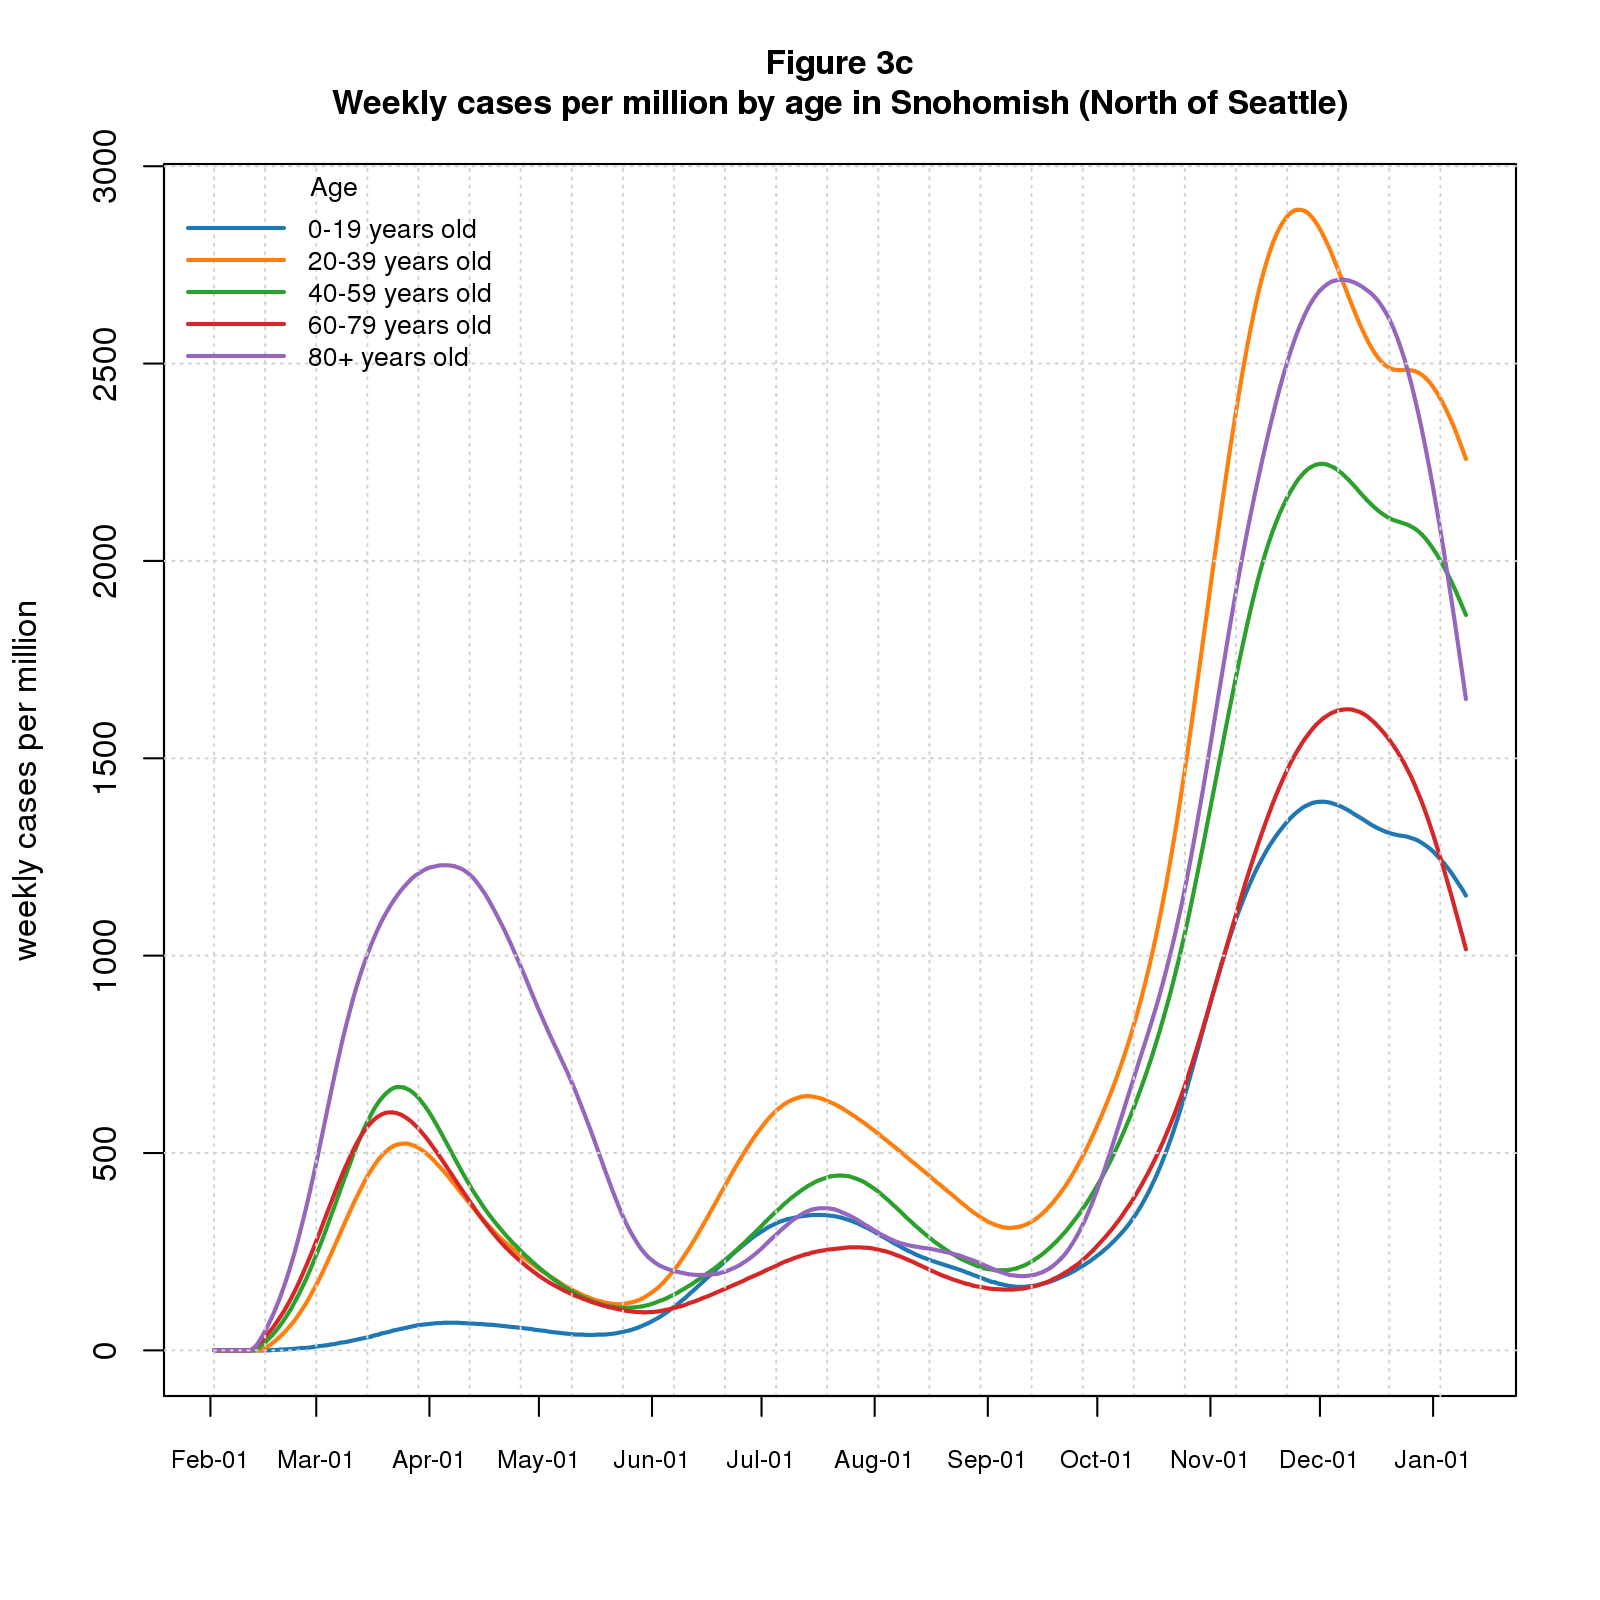 Figure 3c
Weekly cases per million by age in Snohomish (North of Seattle)
Age
0-19 years old
20-39 years old
40-59 years old
60-79 years old
80+ years old
weekly cases per million
3000
2500
2000
1500
1000
500
0
Feb-01 Mar-01 Apr-01 May-01 Jun-01 Jul-01 Aug-01 Sep-01 Oct-01 Nov-01 Dec-01 Jan-01